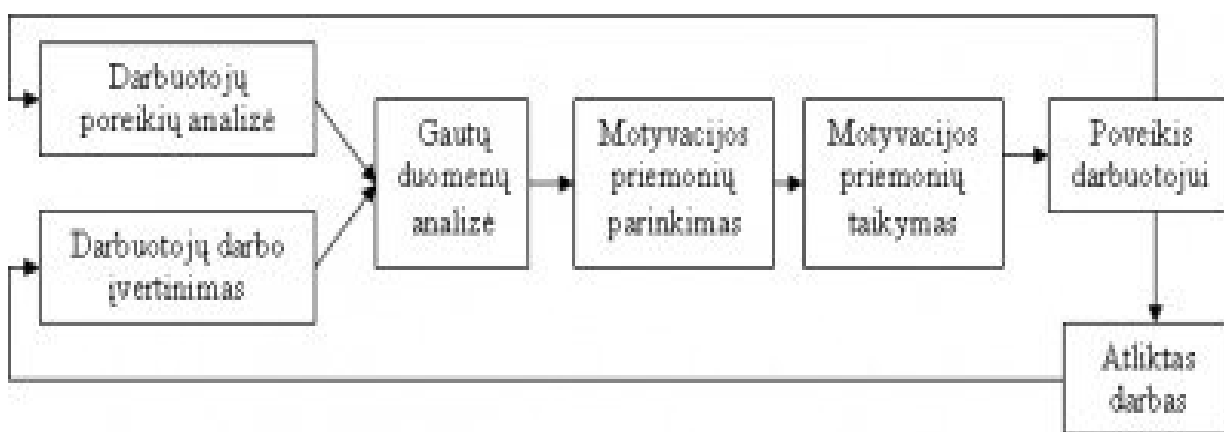 Darbuotojų
poreikių analizė
Darbuotojų darbo
įvertinimas
Gautų
duomenų
analizė
Motyvacijos
priemonių
parinkimas
Motyvacijos
priemonių
taikymas
Poveikis
darbuotojui
Atliktas
darbas